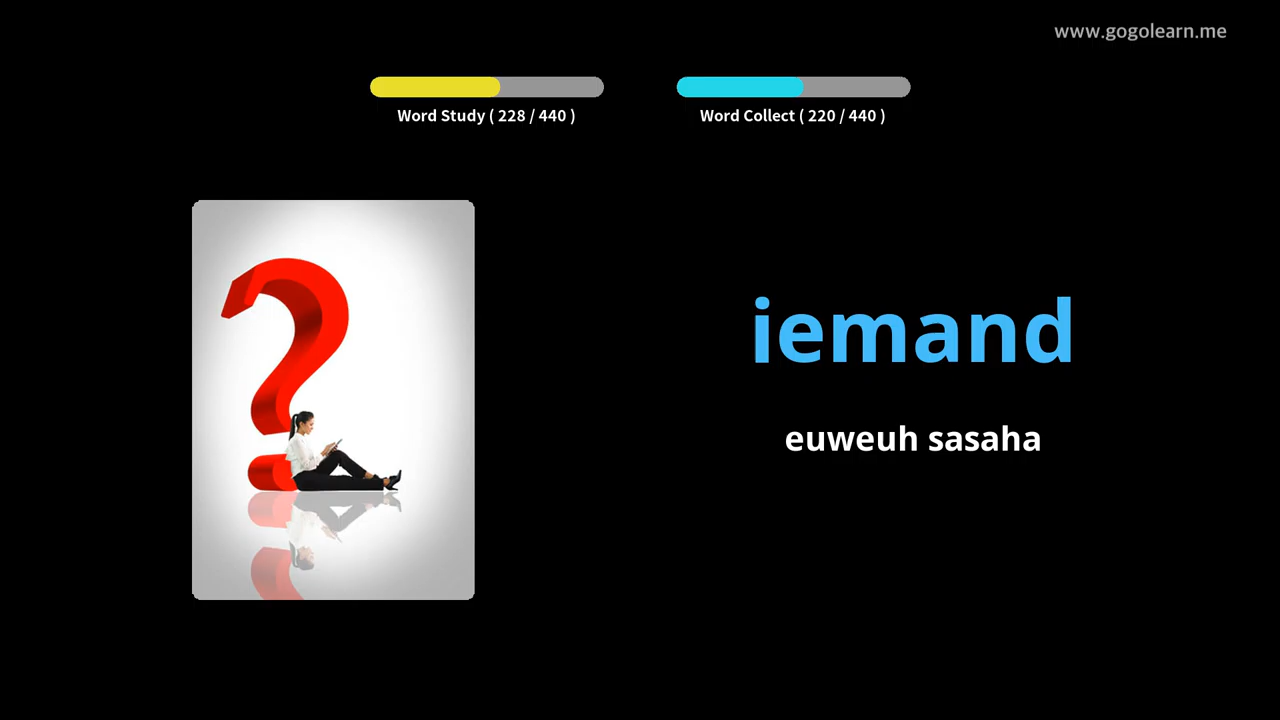 www.gogolearn.me
Word Study ( 228 / 440 )
Word Collect ( 220 / 440 )
iemand
euweuh sasaha